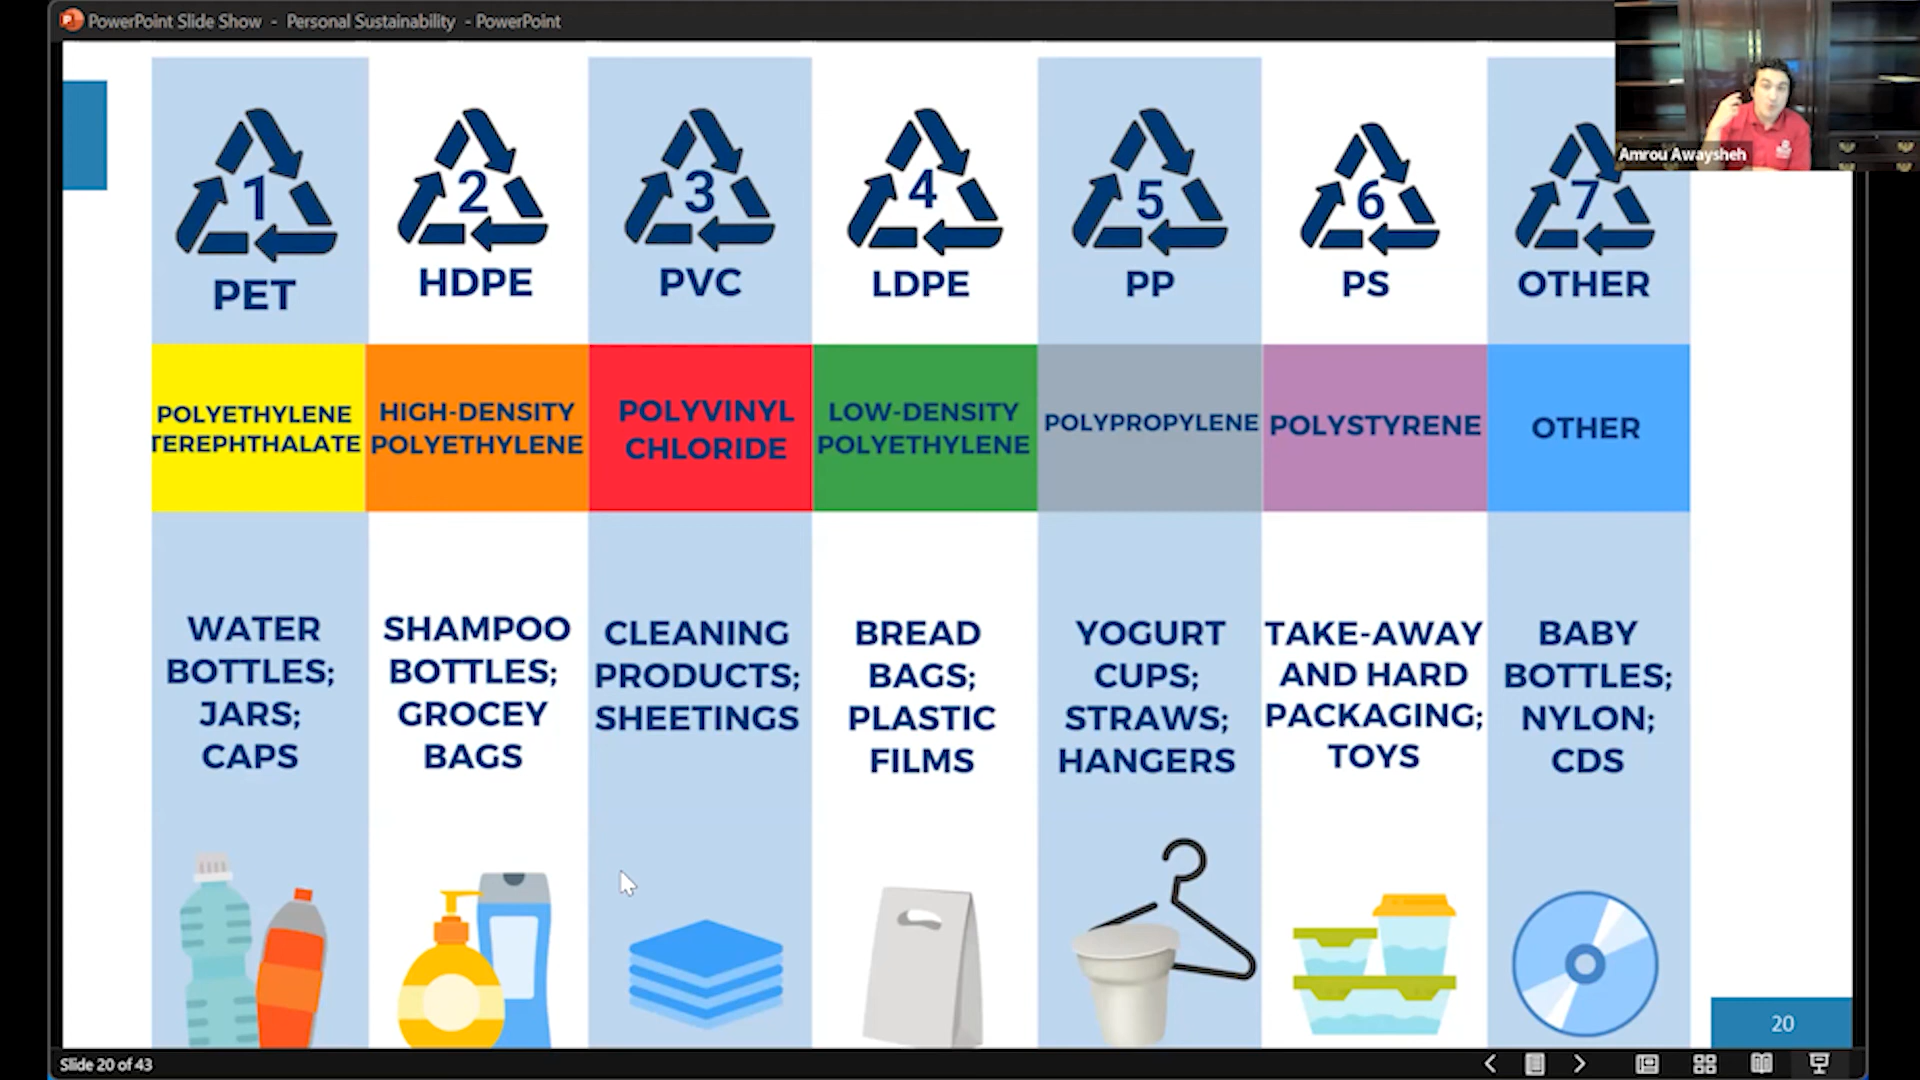 PowerPoint Slide Show - Personal Sustainability - PowerPoint
Amrou Awaysheh
1
2
3
4
5
6
7
PET
HDPE
PVC
LDPE
PP
PS
OTHER
POLYETHYLENE
TEREPHTHALATE
HIGH-DENSITY
POLYETHYLENE
POLYVINYL
CHLORIDE
LOW-DENSITY
POLYETHYLENE
POLYPROPYLENE
POLYSTYRENE
OTHER
WATER
BOTTLES;
JARS;
CAPS
SHAMPOO
BOTTLES;
GROCEY
BAGS
CLEANING
PRODUCTS;
SHEETINGS
BREAD
BAGS;
PLASTIC
FILMS
YOGURT
CUPS;
STRAWS;
HANGERS
TAKE-AWAY
AND HARD
PACKAGING;
TOYS
BABY
BOTTLES;
NYLON;
CDS
20
Slide 20 of 43